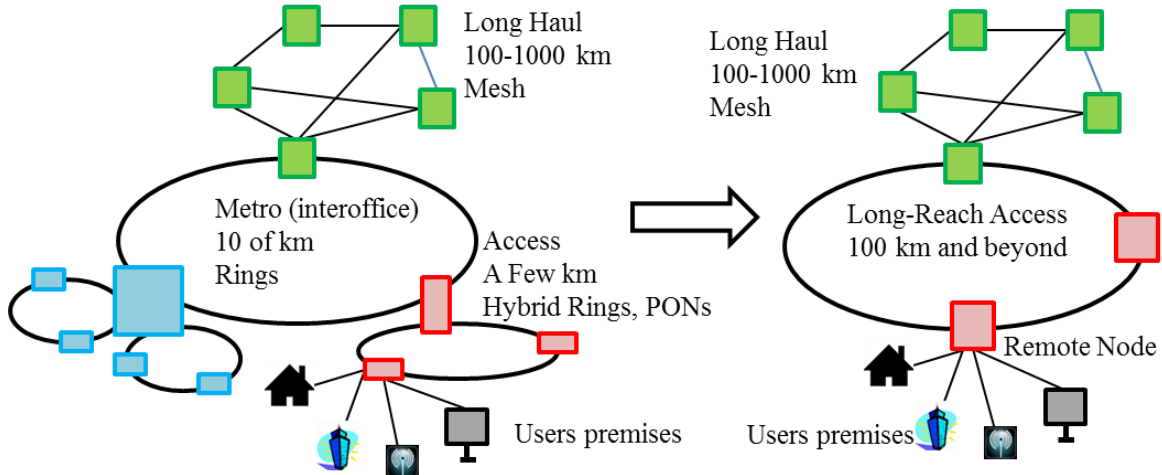 Long Haul
100-1000 km
Mesh
Metro (interoffice)
10 of km
Rings
Access
A Few km
Hybrid Rings, PONs
Users premises
Long Haul
100-1000 km
Mesh
Long-Reach Access
100 km and beyond
Remote Node
Users premises